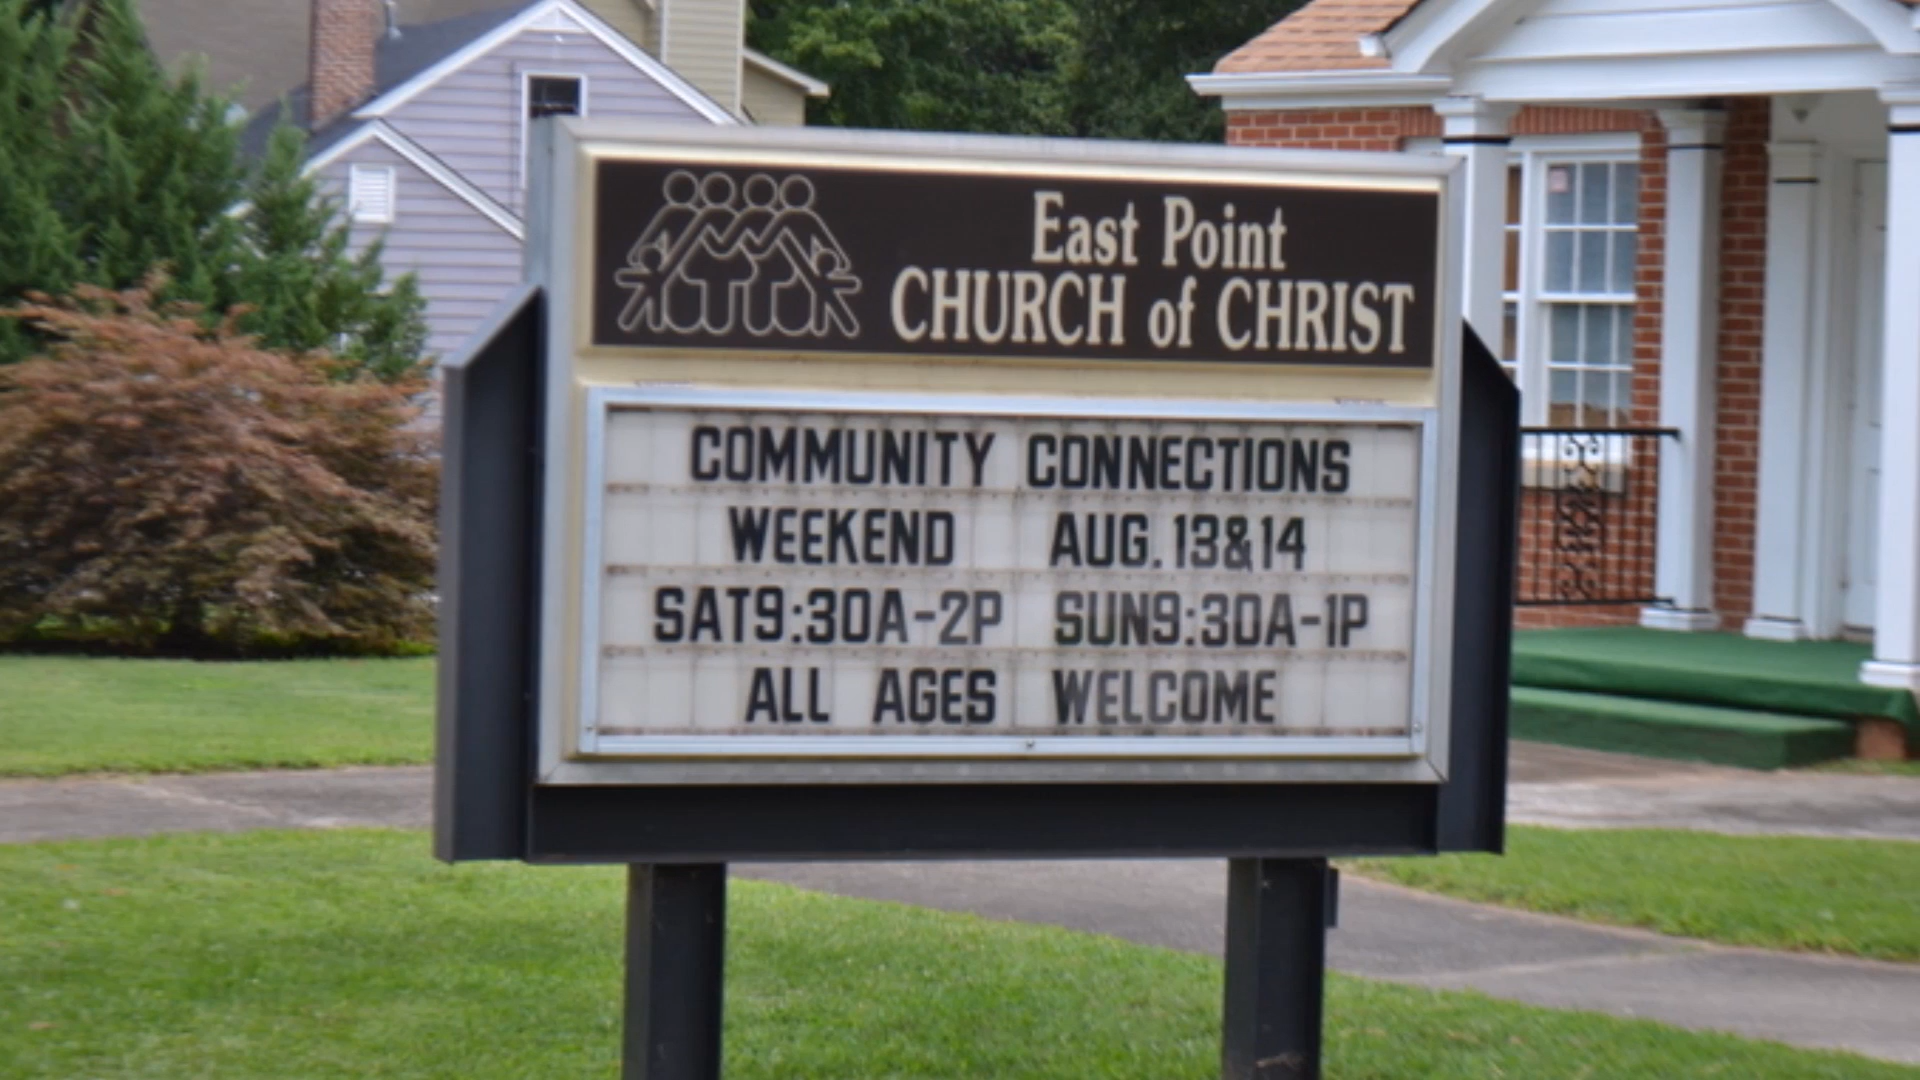 East Point
CHURCH of CHRIST
COMMUNITY CONNECTIONS
WEEKEND AUG. 13&14
SAT9:30A-2P SUN9:30A-1P
ALL AGES WELCOME